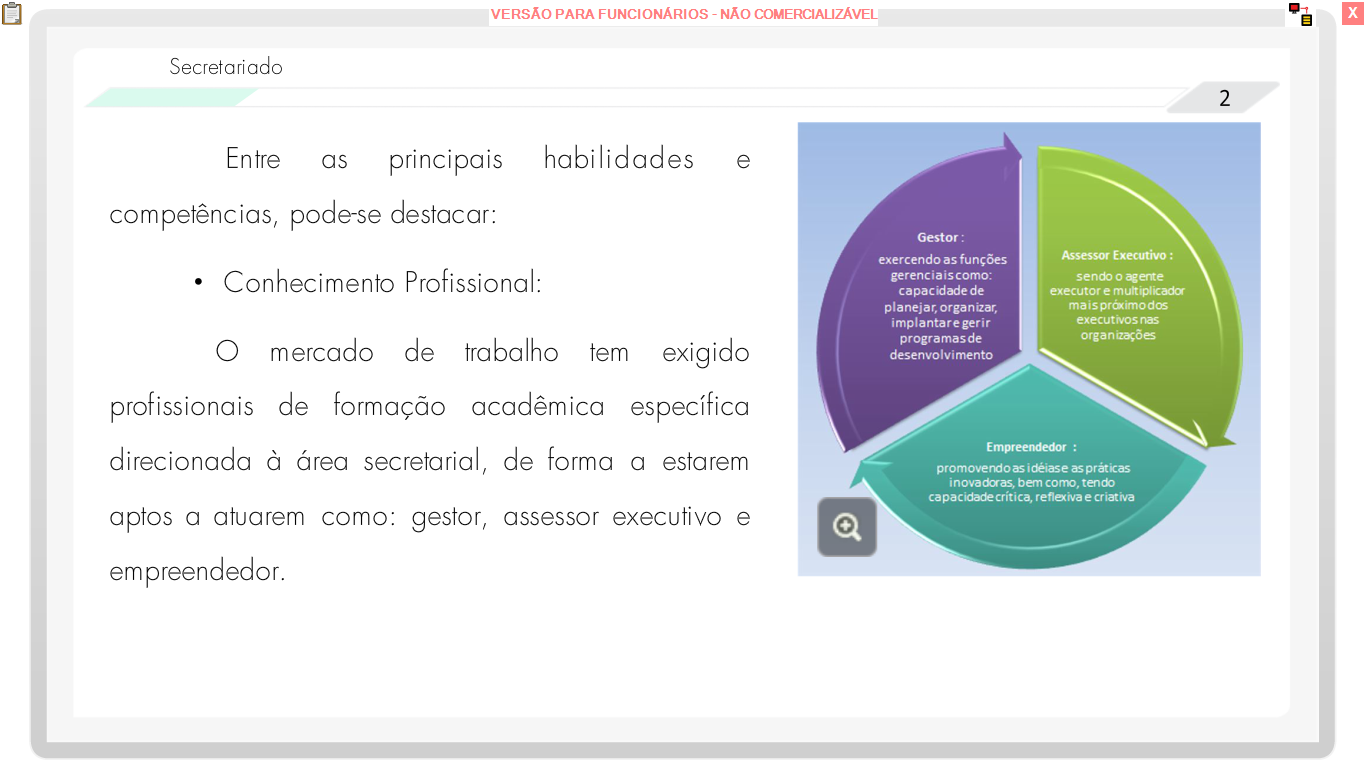 VERSÃO PARA FUNCIONÁRIOS - NÃO COMERCIALIZÁVEL
X
Secretariado
2
Entre as principais habilidades e
competências, pode-se destacar:
• Conhecimento Profissional:
O mercado de trabalho tem exigido
profissionais de formação acadêmica específica
direcionada à área secretarial, de forma a estarem
aptos a atuarem como: gestor, assessor executivo e
empreendedor.
Gestor :
exercendo as funções
gerenciais como:
capacidade de
planejar, organizar,
implantar e gerir
programas de
desenvolvimento
Assessor Executivo :
sendo o agente
executor e multiplicador
mais próximo dos
executivos nas
organizações
Empreendedor :
promovendo as idéias e as práticas
inovadoras, bem como, tendo
capacidade crítica, reflexiva e criativa